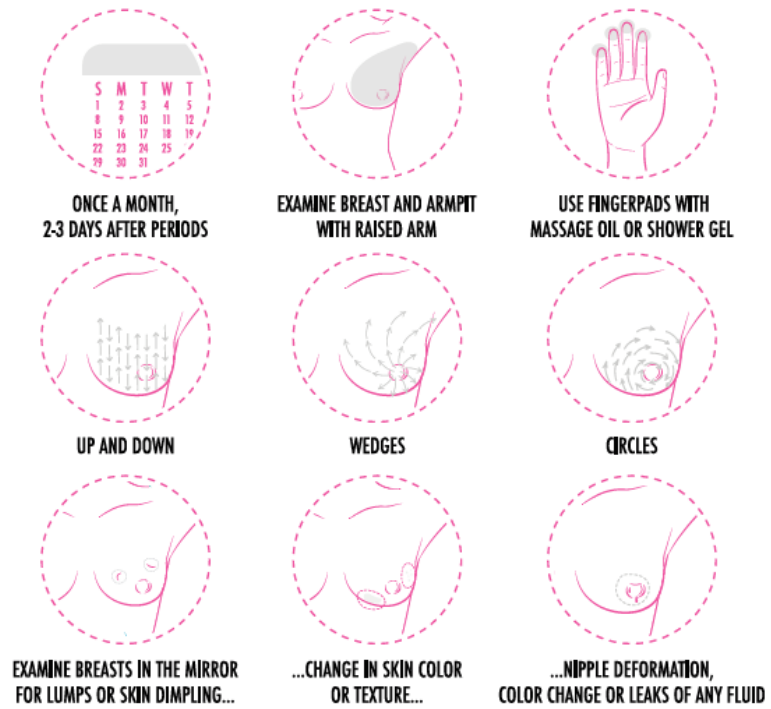 S M T W T
1 2 3 4 5
8 9 10 11 12
15 16 17 18 19
22 23 24 25
29 30 31
ONCE A MONTH,
2-3 DAYS AFTER PERIODS
EXAMINE BREAST AND ARMPIT
WITH RAISED ARM
USE FINGERPADS WITH
MASSAGE OIL OR SHOWER GEL
UP AND DOWN
WEDGES
CIRCLES
EXAMINE BREASTS IN THE MIRROR
FOR LUMPS OR SKIN DIMPLING...
...CHANGE IN SKIN COLOR
OR TEXTURE...
...NIPPLE DEFORMATION,
COLOR CHANGE OR LEAKS OF ANY FLUID